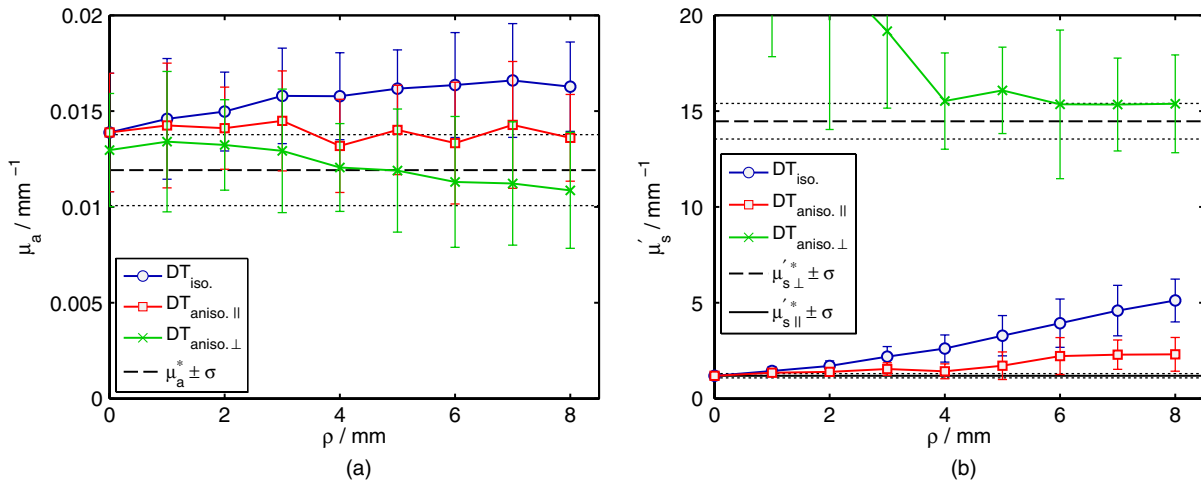 0.02
0.015
0.01
0.005
0
μa / mm−1
DTiso.
DTaniso. ||
DTaniso. ⊥
μa* ± σ
0 2 4 6 8
ρ / mm
(a)
20
15
10
5
0
μs′ / mm−1
DTiso.
DTaniso. ||
DTaniso. ⊥
μs ⊥′* ± σ
μs ||′* ± σ
0 2 4 6 8
ρ / mm
(b)